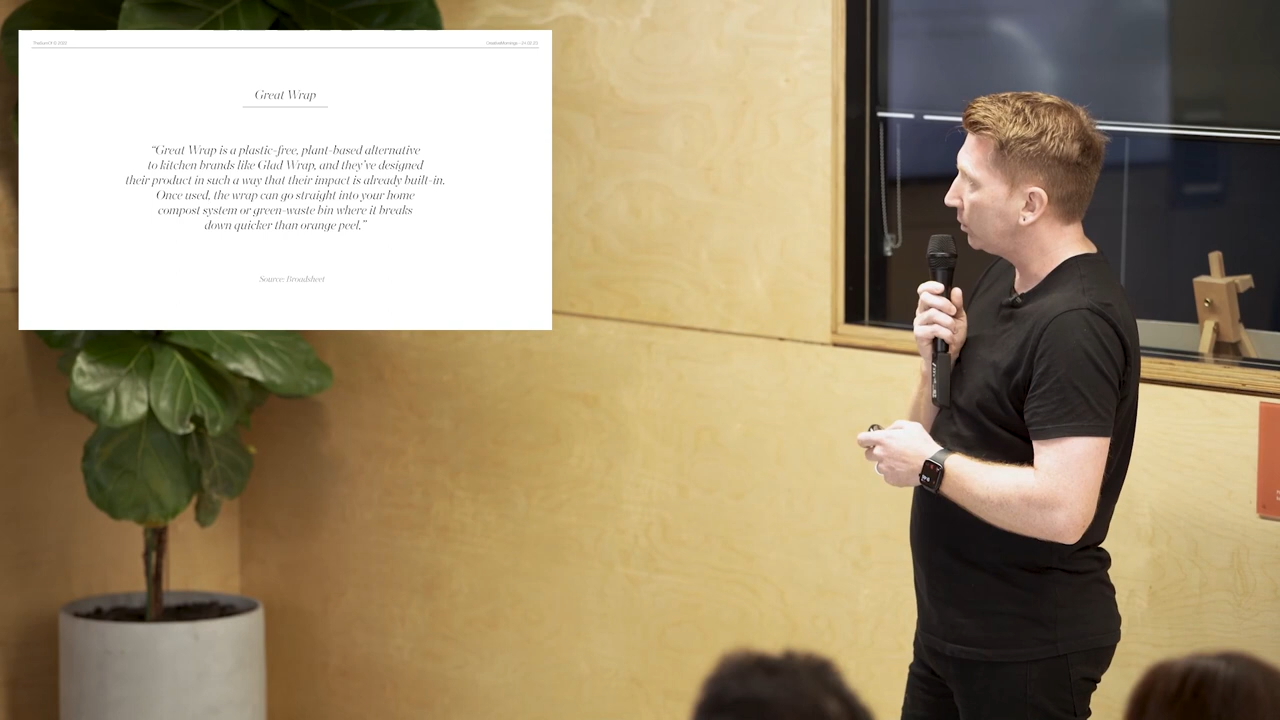 Great Wrap
“Great Wrap is a plastic-free, plant-based alternative
to kitchen brands like Glad Wrap, and they’ve designed
their product in such a way that their impact is already built-in.
Once used, the wrap can go straight into your home
compost system or green-waste bin where it breaks
down quicker than orange peel.”
Source: Broadsheet